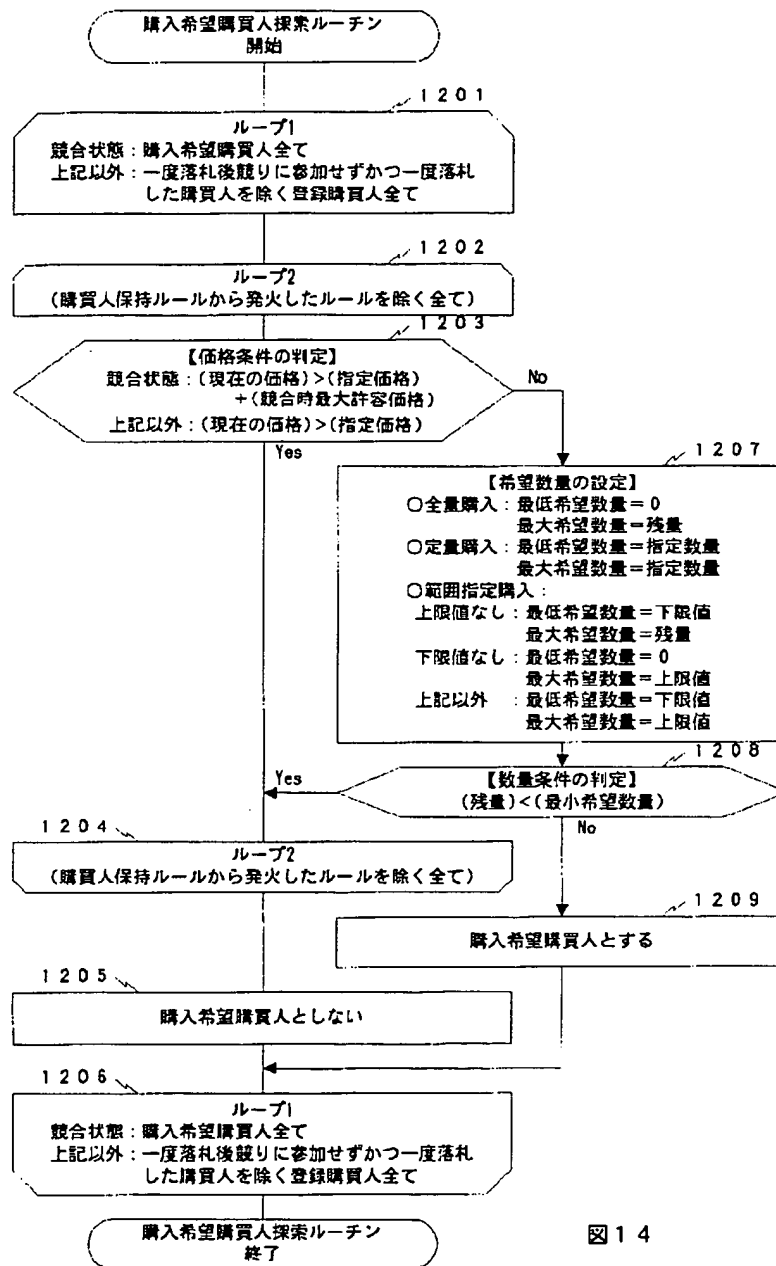 購入希望購買人探索ルーチン
開始
1201
ループ1
競合状態：購入希望購買人全て
上記以外：一度落札後競りに参加せずかつ一度落札
した購買人を除く登録購買人全て
1202
ループ2
(購買人保持ルールから発火したルールを除く全て)
1203
【価格条件の判定】
競合状態：(現在の価格)>(指定価格)
+(競合時最大許容価格)
上記以外：(現在の価格)>(指定価格)
No
Yes
1207
【希望数量の設定】
○全量購入：最低希望数量＝0
最大希望数量＝残量
○定量購入：最低希望数量＝指定数量
最大希望数量＝指定数量
○範囲指定購入：
上限値なし：最低希望数量＝下限値
最大希望数量＝残量
下限値なし：最低希望数量＝0
最大希望数量＝上限値
上記以外　：最低希望数量＝下限値
最大希望数量＝上限値
1208
【数量条件の判定】
(残量)<(最小希望数量)
Yes
No
1204
ループ2
(購買人保持ルールから発火したルールを除く全て)
1209
購入希望購買人とする
1205
購入希望購買人としない
1206
ループ1
競合状態：購入希望購買人全て
上記以外：一度落札後競りに参加せずかつ一度落札
した購買人を除く登録購買人全て
購入希望購買人探索ルーチン
終了
図14